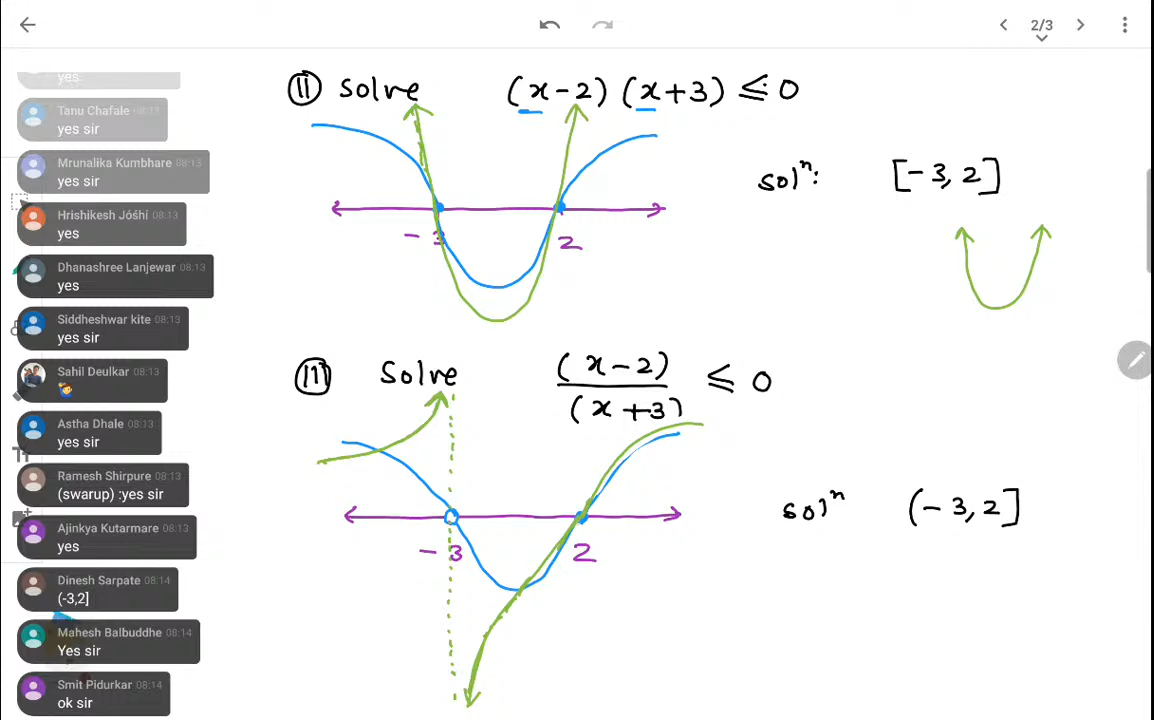 2/3
yes
Tanu Chafale 08:13
yes sir
Mrunalika Kumbhare 08:13
yes sir
Hrishikesh Jóśhi 08:13
yes
Dhanashree Lanjewar 08:13
yes
Siddheshwar kite 08:13
yes sir
Sahil Deulkar 08:13
Astha Dhale 08:13
yes sir
Ramesh Shirpure 08:13
(swarup) :yes sir
Ajinkya Kutarmare 08:13
yes
Dinesh Sarpate 08:14
(-3,2]
Mahesh Balbuddhe 08:14
Yes sir
Smit Pidurkar 08:14
ok sir
(11) Solve (x-2) (x+3) ≤ 0
solⁿ: [-3, 2]
-3 2
(111) Solve (x-2)/(x+3) ≤ 0
solⁿ (-3, 2]
-3 2